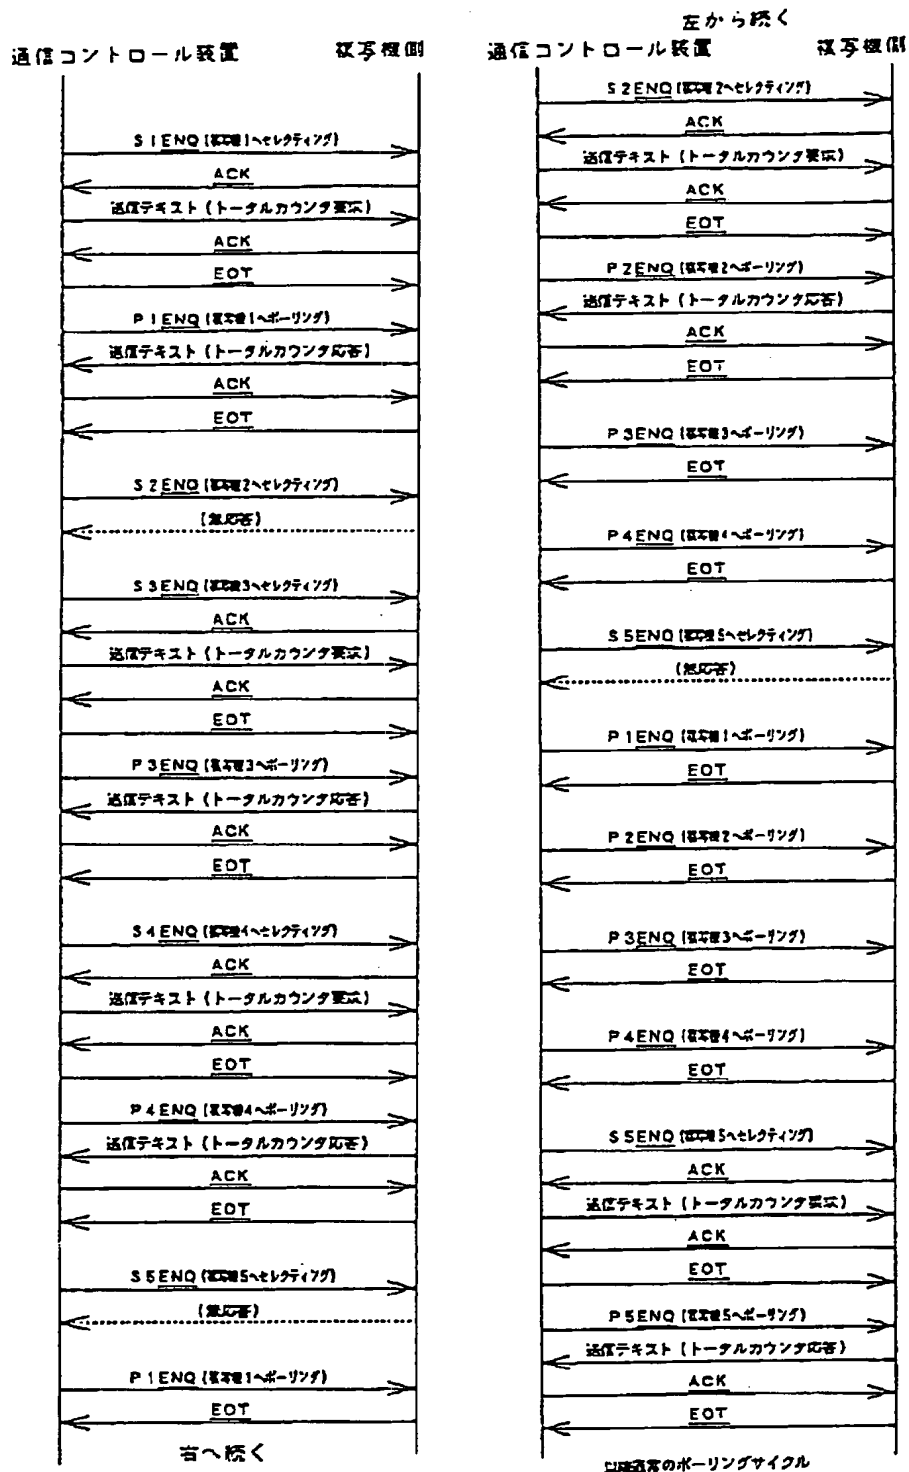 通信コントロール装置 複写機側
S1ENQ (複写機1へセレクティング)
ACK
送信テキスト (トータルカウンタ要求)
ACK
EOT
P1ENQ (複写機1へポーリング)
送信テキスト (トータルカウンタ応答)
ACK
EOT
S2ENQ (複写機2へセレクティング)
(無応答)
S3ENQ (複写機3へセレクティング)
ACK
送信テキスト (トータルカウンタ要求)
ACK
EOT
P3ENQ (複写機3へポーリング)
送信テキスト (トータルカウンタ応答)
ACK
EOT
S4ENQ (複写機4へセレクティング)
ACK
送信テキスト (トータルカウンタ要求)
ACK
EOT
P4ENQ (複写機4へポーリング)
送信テキスト (トータルカウンタ応答)
ACK
EOT
S5ENQ (複写機5へセレクティング)
(無応答)
P1ENQ (複写機1へポーリング)
EOT
右へ続く
左から続く
通信コントロール装置 複写機側
S2ENQ (複写機2へセレクティング)
ACK
送信テキスト (トータルカウンタ要求)
ACK
EOT
P2ENQ (複写機2へポーリング)
送信テキスト (トータルカウンタ応答)
ACK
EOT
P3ENQ (複写機3へポーリング)
EOT
P4ENQ (複写機4へポーリング)
EOT
S5ENQ (複写機5へセレクティング)
(無応答)
P1ENQ (複写機1へポーリング)
EOT
P2ENQ (複写機2へポーリング)
EOT
P3ENQ (複写機3へポーリング)
EOT
P4ENQ (複写機4へポーリング)
EOT
S5ENQ (複写機5へセレクティング)
ACK
送信テキスト (トータルカウンタ要求)
ACK
EOT
P5ENQ (複写機5へポーリング)
送信テキスト (トータルカウンタ応答)
ACK
EOT
以降通常のポーリングサイクル